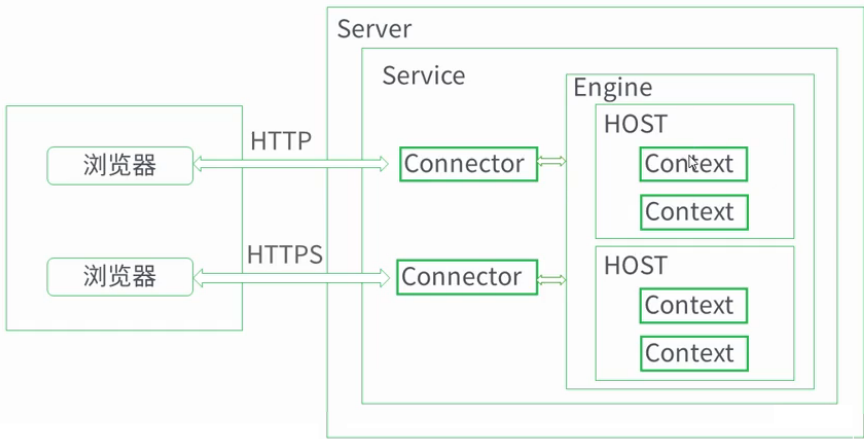 Server
Service
Engine
HOST
HTTP
浏览器
Connector
Context
Context
HTTPS
HOST
浏览器
Connector
Context
Context